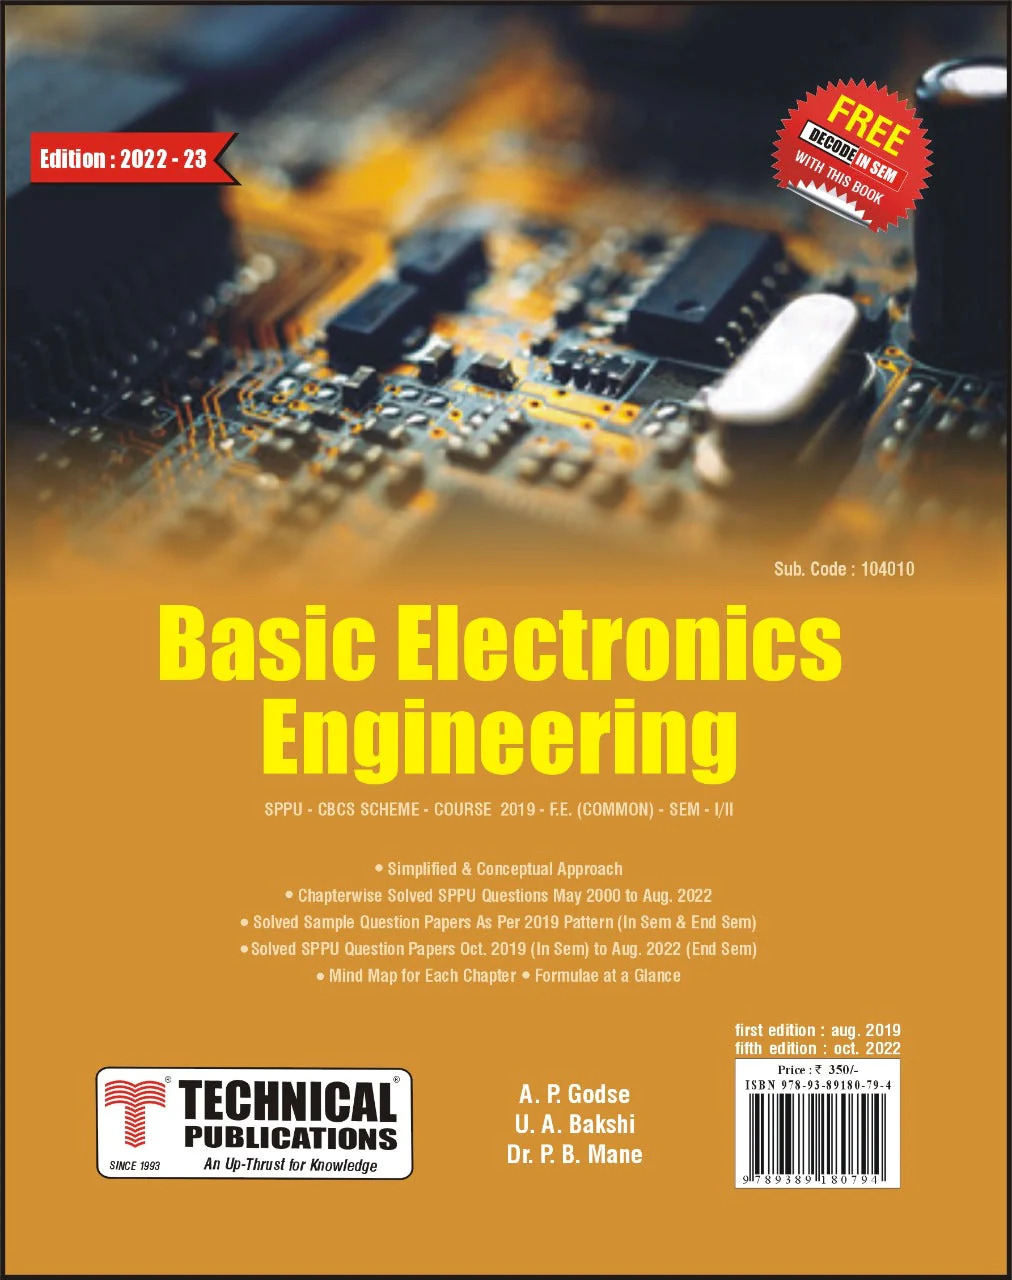 Edition : 2022 - 23
FREE
DECODE IN SEM
WITH THIS BOOK
Sub. Code : 104010
Basic Electronics
Engineering
SPPU - CBCS SCHEME - COURSE 2019 - F.E. (COMMON) - SEM - I/II
• Simplified & Conceptual Approach
• Chapterwise Solved SPPU Questions May 2000 to Aug. 2022
• Solved Sample Question Papers As Per 2019 Pattern (In Sem & End Sem)
• Solved SPPU Question Papers Oct. 2019 (In Sem) to Aug. 2022 (End Sem)
• Mind Map for Each Chapter • Formulae at a Glance
first edition : aug. 2019
fifth edition : oct. 2022
Price : ₹ 350/-
ISBN 978-93-89180-79-4
9 789389 180794
® TECHNICAL ®
PUBLICATIONS
SINCE 1993 An Up-Thrust for Knowledge
A. P. Godse
U. A. Bakshi
Dr. P. B. Mane